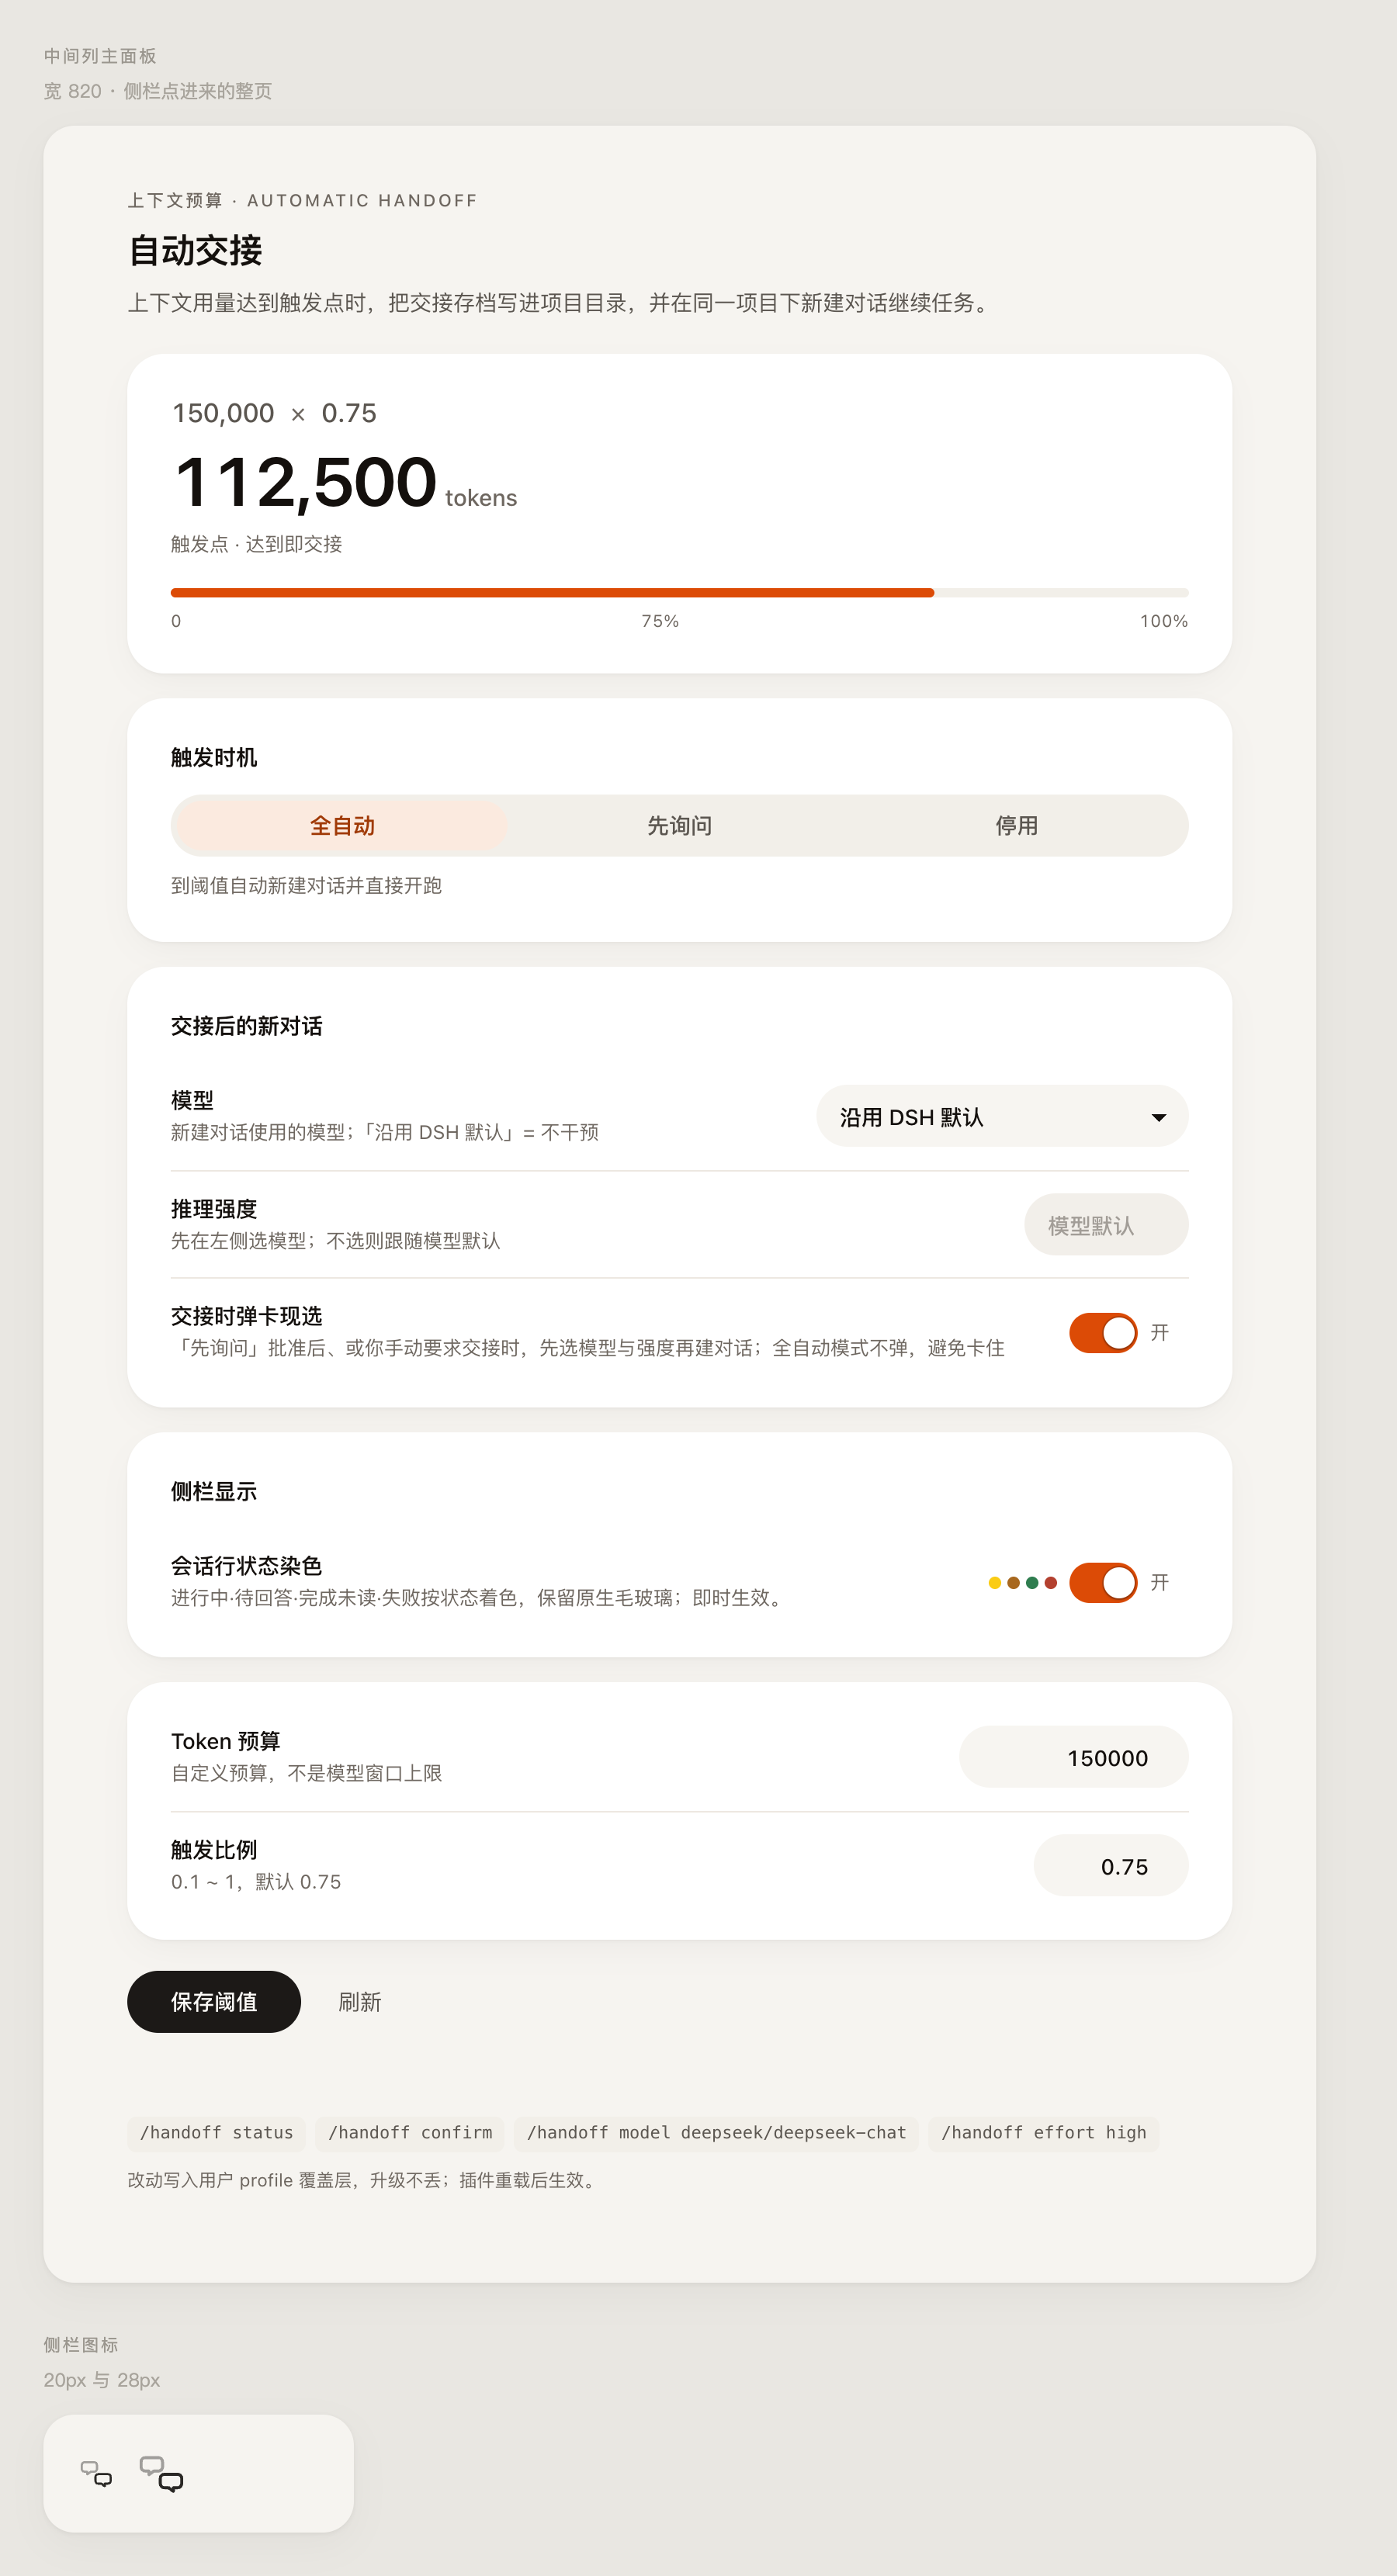 中间列主面板
宽 820 · 侧栏点进来的整页
上下文预算 · AUTOMATIC HANDOFF
自动交接
上下文用量达到触发点时，把交接存档写进项目目录，并在同一项目下新建对话继续任务。
150,000 × 0.75
112,500 tokens
触发点 · 达到即交接
0 75% 100%
触发时机
全自动 先询问 停用
到阈值自动新建对话并直接开跑
交接后的新对话
模型
新建对话使用的模型；「沿用 DSH 默认」= 不干预
沿用 DSH 默认
推理强度
先在左侧选模型；不选则跟随模型默认
模型默认
交接时弹卡现选
「先询问」批准后、或你手动要求交接时，先选模型与强度再建对话；全自动模式不弹，避免卡住
开
侧栏显示
会话行状态染色
进行中·待回答·完成未读·失败按状态着色，保留原生毛玻璃；即时生效。
开
Token 预算
自定义预算，不是模型窗口上限
150000
触发比例
0.1 ~ 1，默认 0.75
0.75
保存阈值 刷新
/handoff status /handoff confirm /handoff model deepseek/deepseek-chat /handoff effort high
改动写入用户 profile 覆盖层，升级不丢；插件重载后生效。
侧栏图标
20px 与 28px